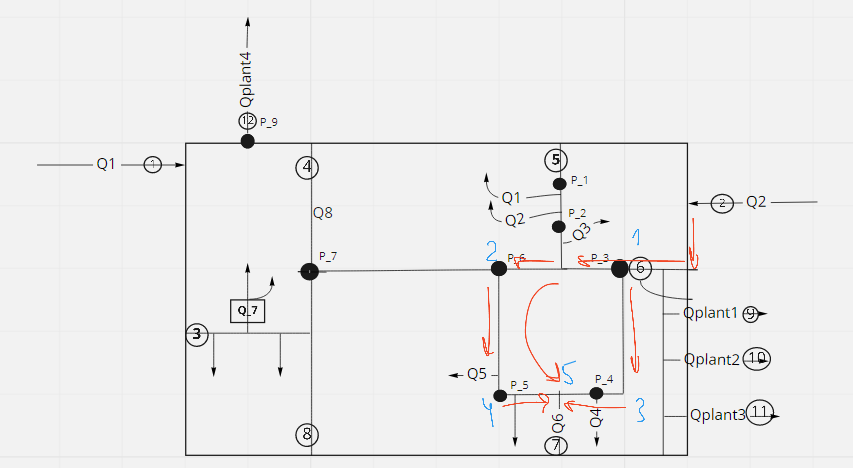 Qplant4
12 P_9
Q1 1
4
5
P_1
Q1
2 Q2
Q8
Q2
P_2
Q3
1
P_7
2 P_6
P_3
6
Q_7
Qplant1 9
3
Qplant2 10
Q5
5
P_5
P_4
4
3
Qplant3 11
Q6
Q4
8
7